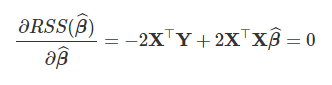 ∂RSS(β̂)/∂β̂ = −2X⊤Y + 2X⊤Xβ̂ = 0